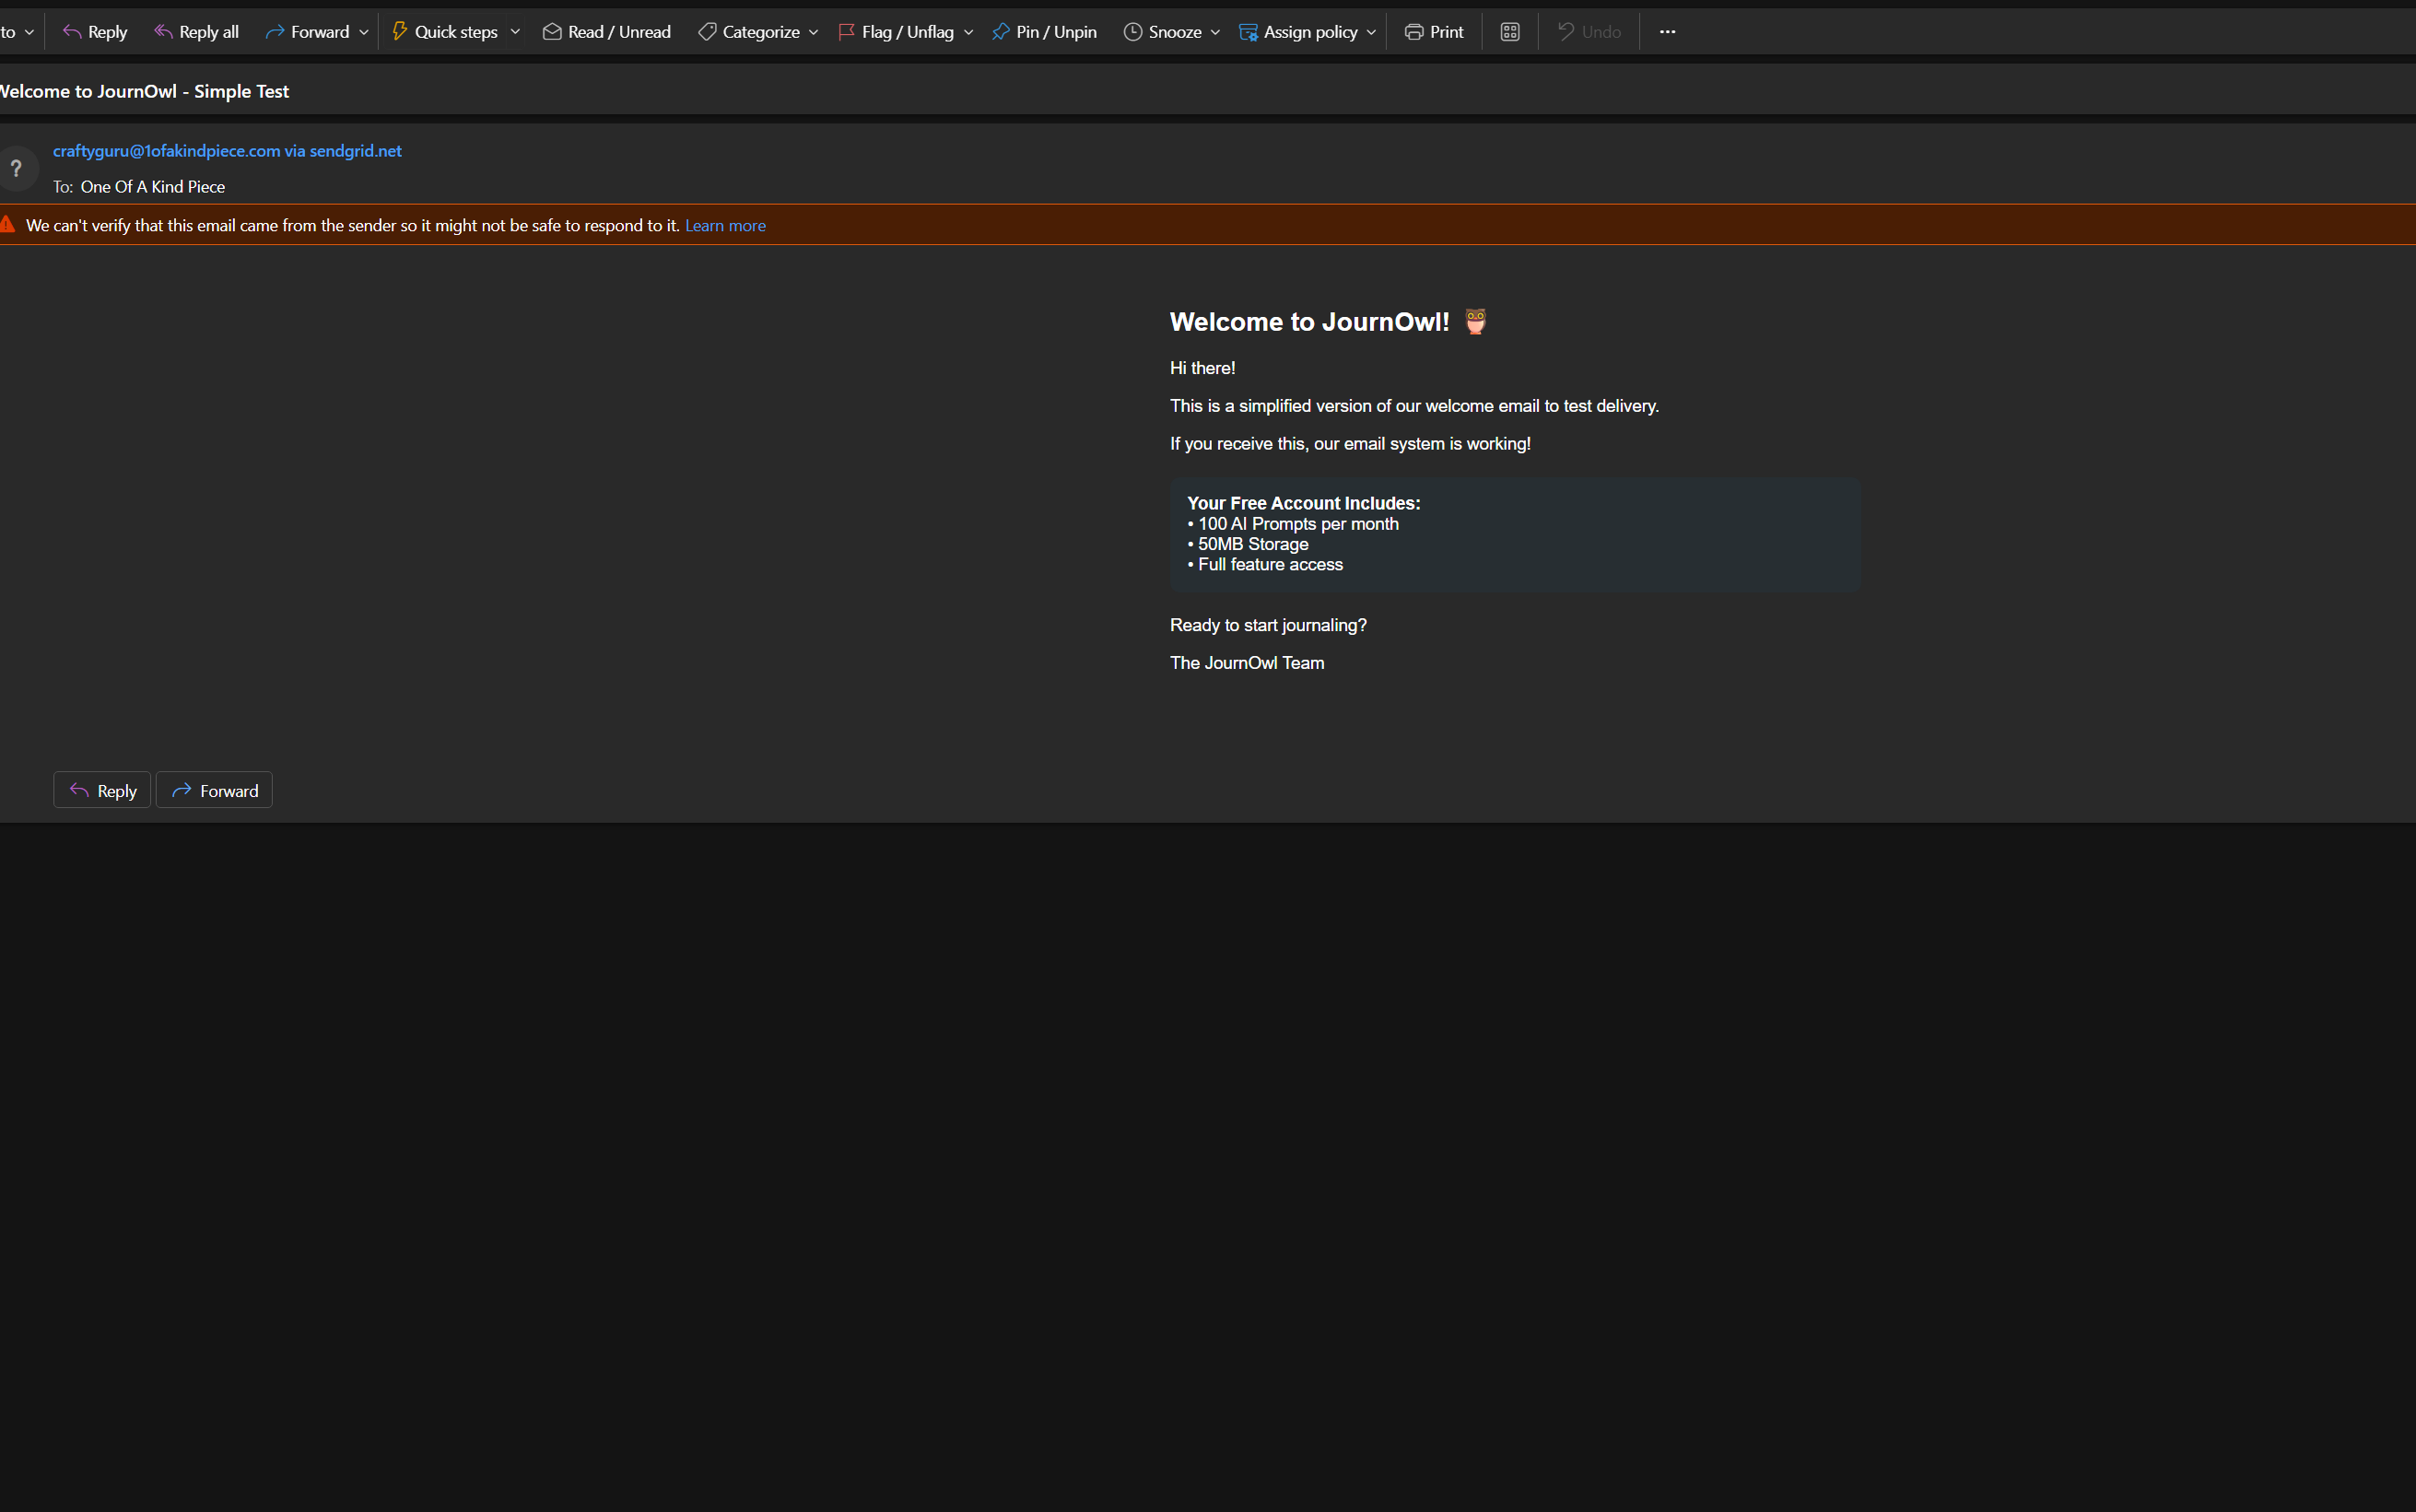 to Reply Reply all Forward Quick steps Read / Unread Categorize Flag / Unflag Pin / Unpin Snooze Assign policy Print Undo ...
Welcome to JournOwl - Simple Test
craftyguru@1ofakindpiece.com via sendgrid.net
?
To: One Of A Kind Piece
We can't verify that this email came from the sender so it might not be safe to respond to it. Learn more
Welcome to JournOwl! 🦉
Hi there!
This is a simplified version of our welcome email to test delivery.
If you receive this, our email system is working!
Your Free Account Includes:
• 100 AI Prompts per month
• 50MB Storage
• Full feature access
Ready to start journaling?
The JournOwl Team
Reply Forward